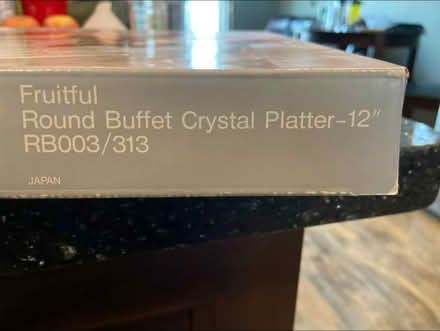 Fruitful
Round Buffet Crystal Platter-12"
RB003/313
JAPAN